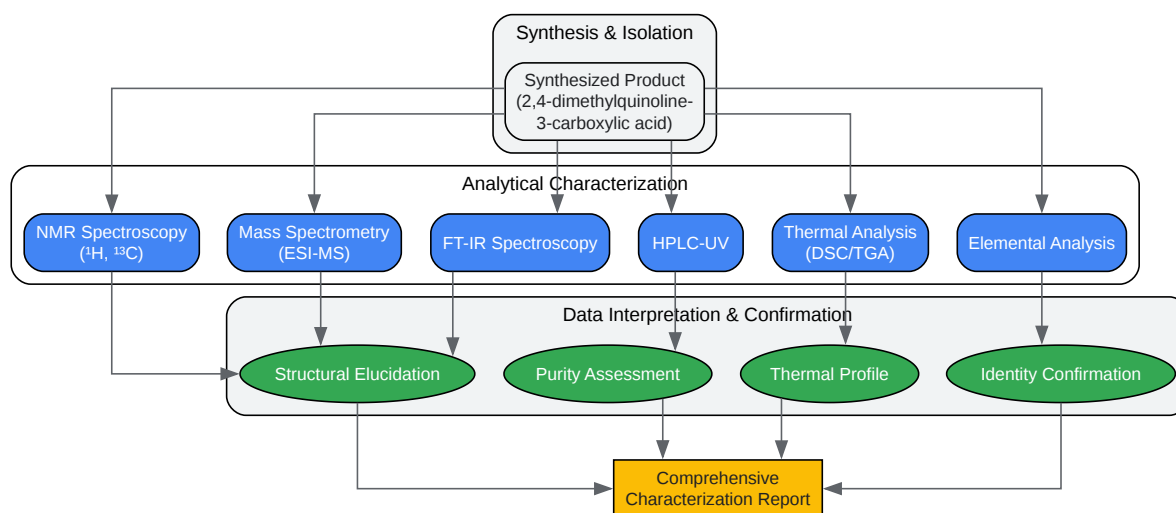 Synthesis & Isolation
Synthesized Product
(2,4-dimethylquinoline-
3-carboxylic acid)
Analytical Characterization
NMR Spectroscopy
(¹H, ¹³C)
Mass Spectrometry
(ESI-MS)
FT-IR Spectroscopy
HPLC-UV
Thermal Analysis
(DSC/TGA)
Elemental Analysis
Data Interpretation & Confirmation
Structural Elucidation
Purity Assessment
Thermal Profile
Identity Confirmation
Comprehensive
Characterization Report